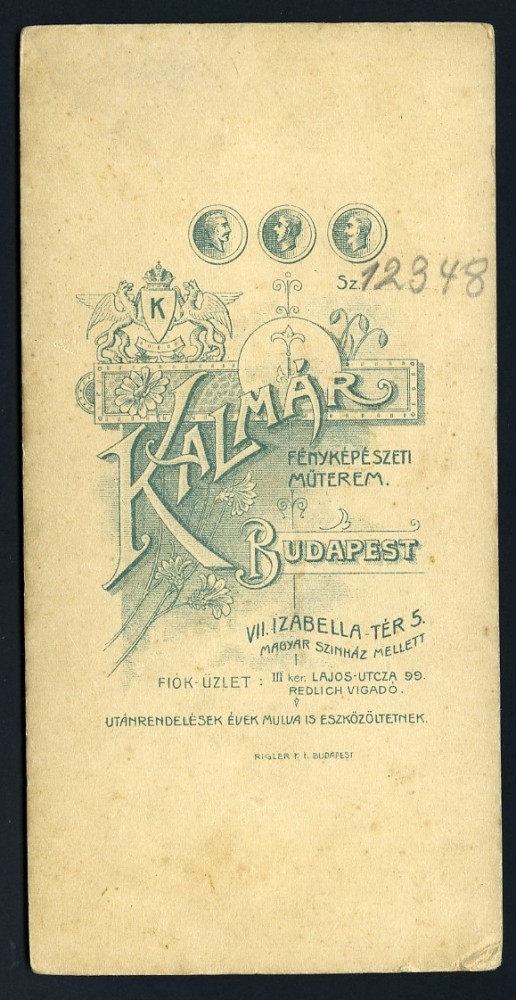 Sz. 12348
K
KALMÁR
FÉNYKÉPÉSZETI
MŰTEREM.
BUDAPEST
VII. IZABELLA-TÉR 5.
MAGYAR SZINHÁZ MELLETT
FIÓK-ÜZLET : III ker. LAJOS-UTCZA 99.
REDLICH VIGADÓ.
UTÁNRENDELÉSEK ÉVEK MULVA IS ESZKÖZÖLTETNEK.
RIGLER BUDAPEST